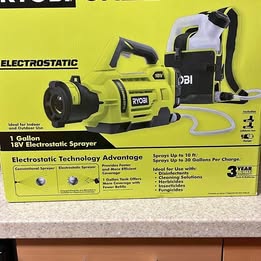 RYOBI
ELECTROSTATIC
18V
RYOBI
RYOBI
Ideal for Indoor
and Outdoor Use
1 Gallon
18V Electrostatic Sprayer
Electrostatic Technology Advantage
Conventional Sprayer
Electrostatic Sprayer
Provides Faster
and More Efficient
Coverage
1 Gallon Tank Offers
More Coverage with
Fewer Refills
Sprays Up to 10 ft.
Sprays Up to 30 Gallons Per Charge.
Ideal for Use with:
• Disinfectants
• Cleaning Solutions
• Herbicides
• Insecticides
• Fungicides
3 YEAR